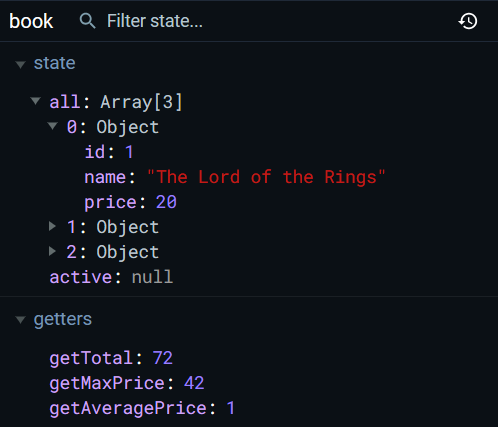 book Filter state...
state
all: Array[3]
0: Object
id: 1
name: "The Lord of the Rings"
price: 20
1: Object
2: Object
active: null
getters
getTotal: 72
getMaxPrice: 42
getAveragePrice: 1